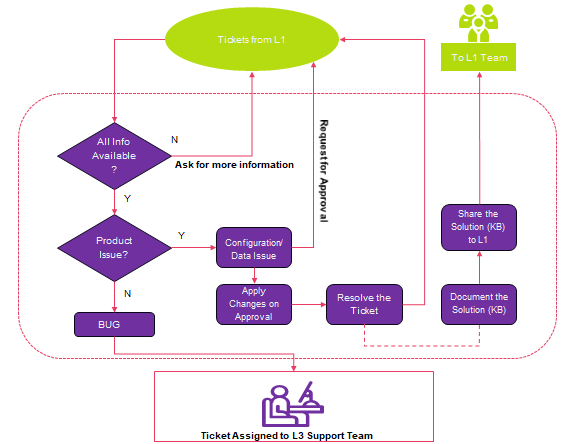 Tickets from L1
To L1 Team
All Info
Available
?
N
Ask for more information
Request for Approval
Y
Product
Issue?
Y
Configuration/
Data Issue
Share the
Solution (KB)
to L1
N
Apply
Changes on
Approval
Resolve the
Ticket
Document the
Solution (KB)
BUG
Ticket Assigned to L3 Support Team